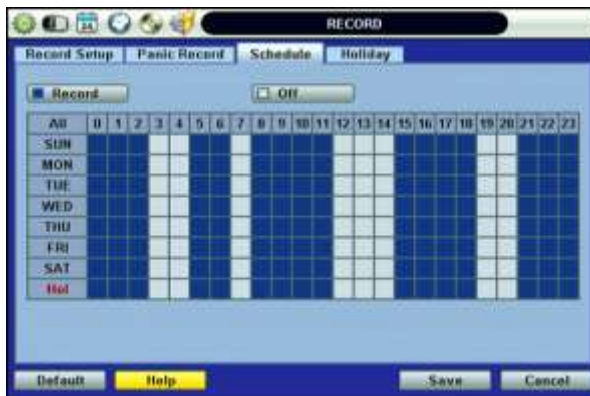 24
RECORD
Record Setup Panic Record Schedule Holiday
Record Off
All 0 1 2 3 4 5 6 7 8 9 10 11 12 13 14 15 16 17 18 19 20 21 22 23
SUN
MON
TUE
WED
THU
FRI
SAT
Hol
Default Help Save Cancel